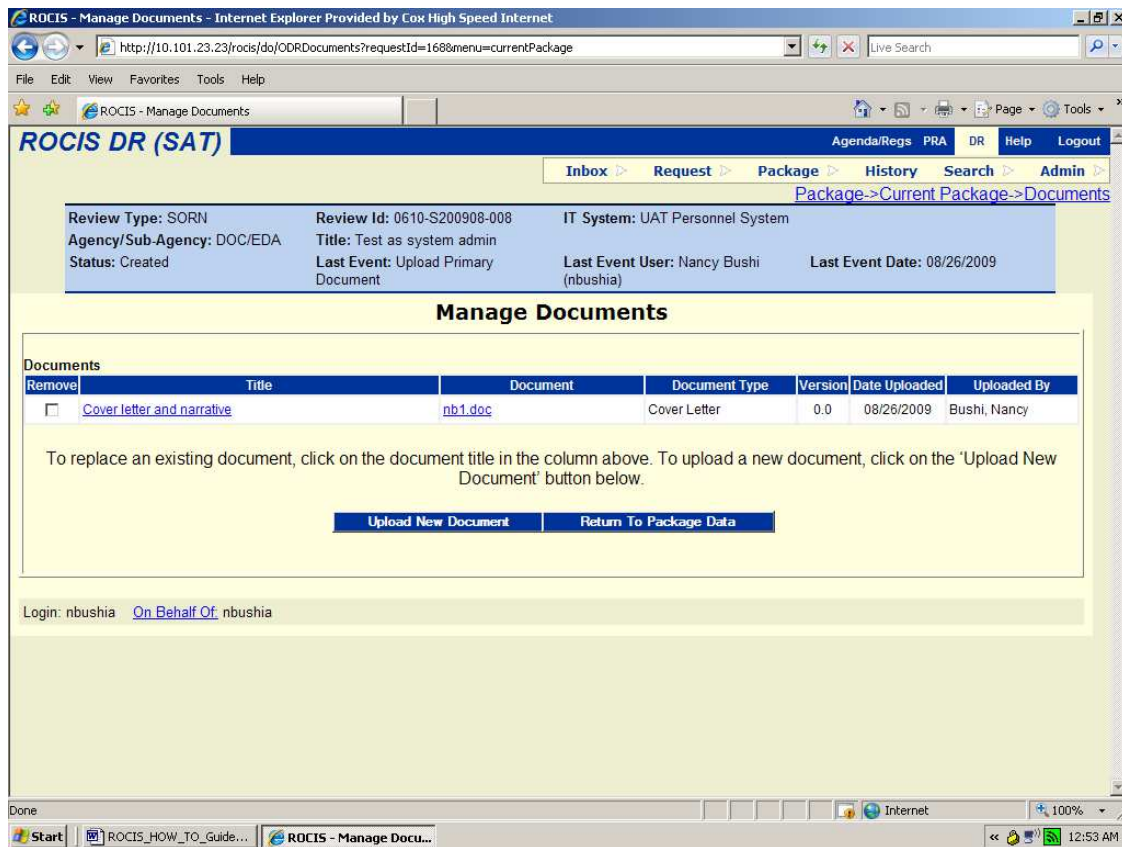 ROCIS - Manage Documents - Internet Explorer Provided by Cox High Speed Internet
http://10.101.23.23/rocis/do/ODRDocuments?requestId=168&menu=currentPackage
Live Search
File Edit View Favorites Tools Help
ROCIS - Manage Documents
Page Tools
ROCIS DR (SAT)
Agenda/Regs PRA DR Help Logout
Inbox Request Package History Search Admin
Package->Current Package->Documents
Review Type: SORN Review Id: 0610-S200908-008 IT System: UAT Personnel System
Agency/Sub-Agency: DOC/EDA Title: Test as system admin
Status: Created Last Event: Upload Primary Document Last Event User: Nancy Bushi (nbushia) Last Event Date: 08/26/2009
Manage Documents
Documents
Remove Title Document Document Type Version Date Uploaded Uploaded By
Cover letter and narrative nb1.doc Cover Letter 0.0 08/26/2009 Bushi, Nancy
To replace an existing document, click on the document title in the column above. To upload a new document, click on the ‘Upload New
Document’ button below.
Upload New Document Return To Package Data
Login: nbushia On Behalf Of: nbushia
Done Internet 100%
Start ROCIS_HOW_TO_Guide... ROCIS - Manage Docu... 12:53 AM